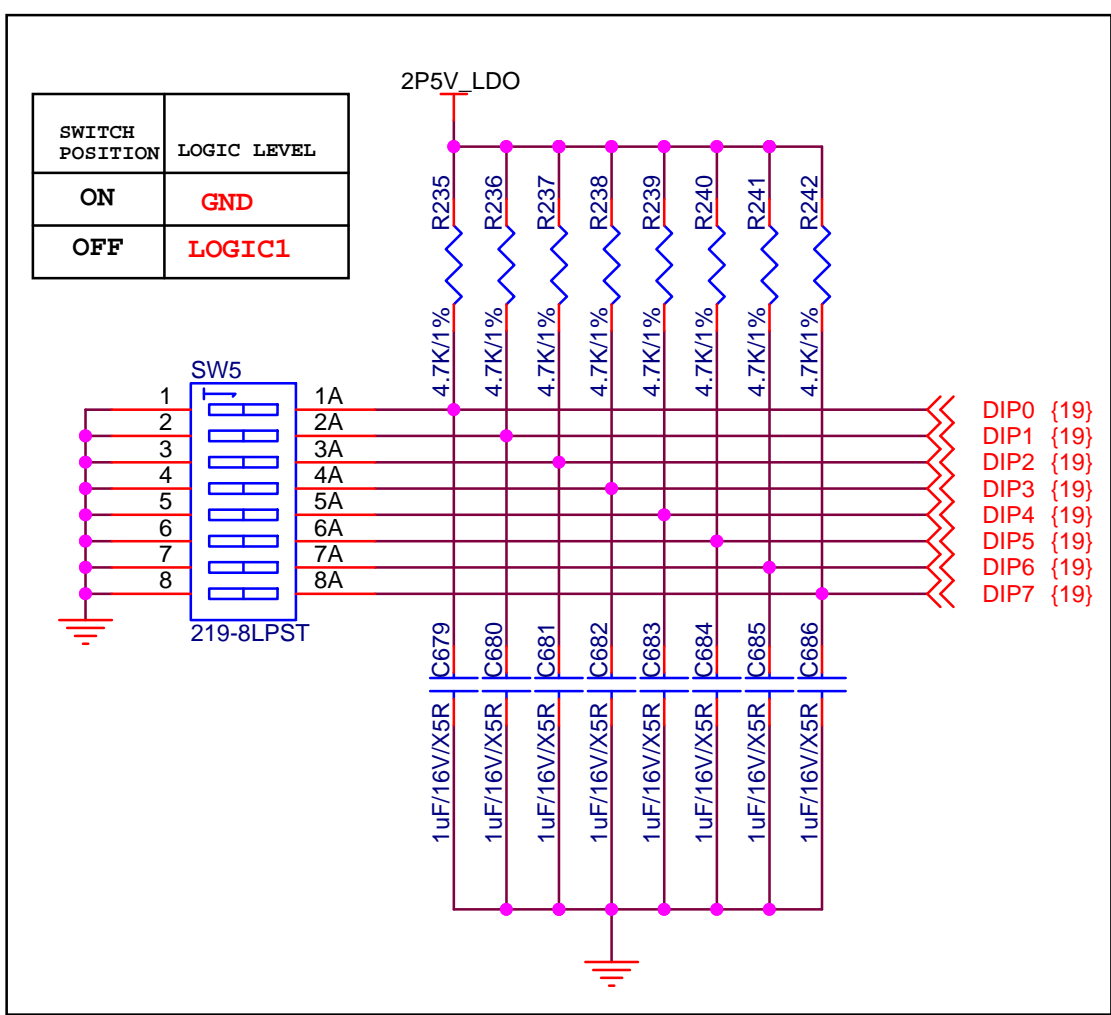 2P5V_LDO
SWITCH POSITION
LOGIC LEVEL
ON
GND
OFF
LOGIC1
R235
R236
R237
R238
R239
R240
R241
R242
4.7K/1%
4.7K/1%
4.7K/1%
4.7K/1%
4.7K/1%
4.7K/1%
4.7K/1%
4.7K/1%
SW5
1
1A
DIP0 {19}
2
2A
DIP1 {19}
3
3A
DIP2 {19}
4
4A
DIP3 {19}
5
5A
DIP4 {19}
6
6A
DIP5 {19}
7
7A
DIP6 {19}
8
8A
DIP7 {19}
219-8LPST
C679
C680
C681
C682
C683
C684
C685
C686
1uF/16V/X5R
1uF/16V/X5R
1uF/16V/X5R
1uF/16V/X5R
1uF/16V/X5R
1uF/16V/X5R
1uF/16V/X5R
1uF/16V/X5R